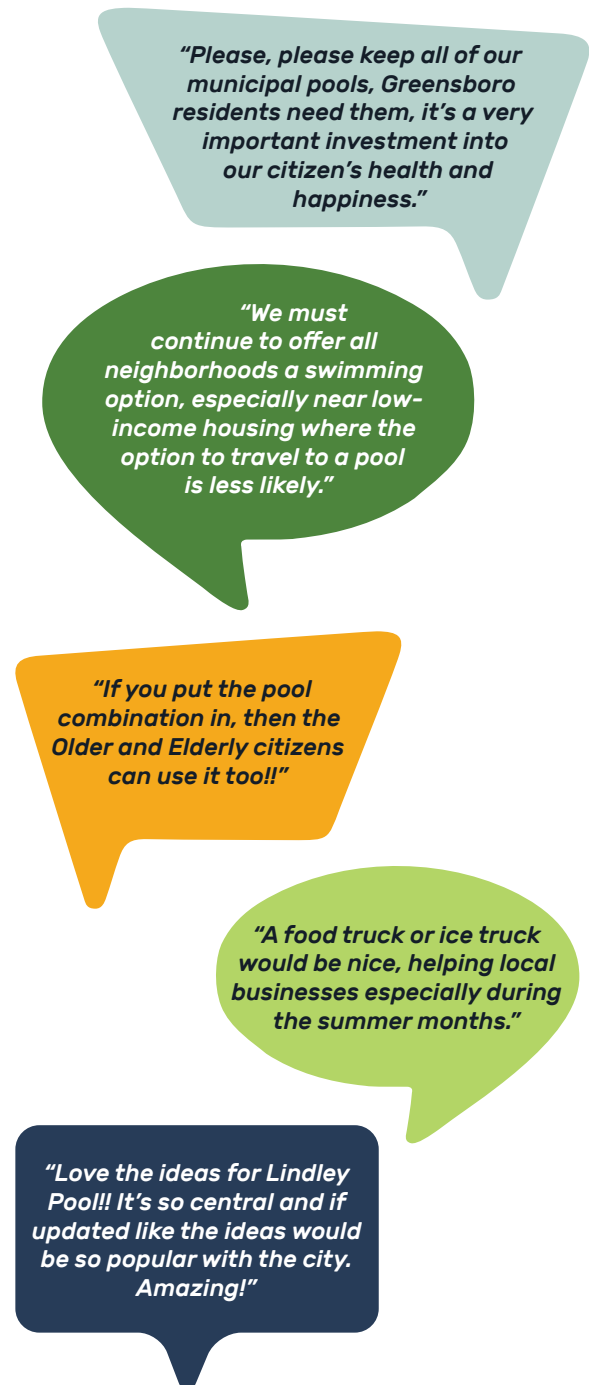 “Please, please keep all of our
municipal pools, Greensboro
residents need them, it’s a very
important investment into
our citizen’s health and
happiness.”
“We must
continue to offer all
neighborhoods a swimming
option, especially near low-
income housing where the
option to travel to a pool
is less likely.”
“If you put the pool
combination in, then the
Older and Elderly citizens
can use it too!!”
“A food truck or ice truck
would be nice, helping local
businesses especially during
the summer months.”
“Love the ideas for Lindley
Pool!! It’s so central and if
updated like the ideas would
be so popular with the city.
Amazing!”